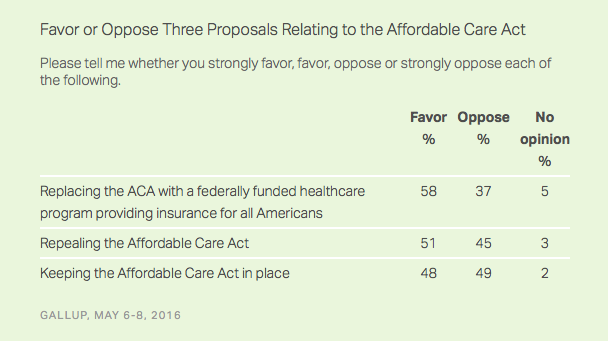 Favor or Oppose Three Proposals Relating to the Affordable Care Act
Please tell me whether you strongly favor, favor, oppose or strongly oppose each of
the following.
Favor Oppose No
% % opinion
%
Replacing the ACA with a federally funded healthcare 58 37 5
program providing insurance for all Americans
Repealing the Affordable Care Act 51 45 3
Keeping the Affordable Care Act in place 48 49 2
GALLUP, MAY 6-8, 2016